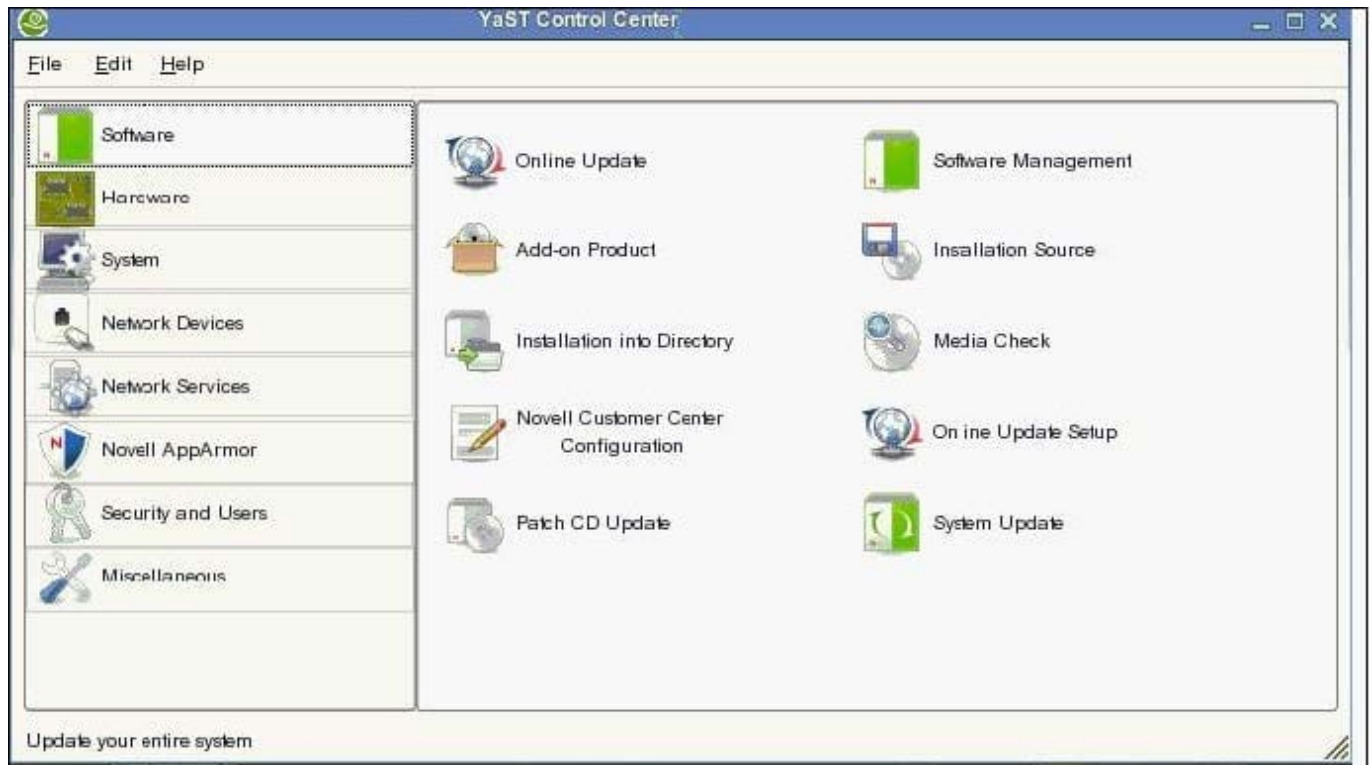 YaST Control Center
File Edit Help
Software
Hardware
System
Network Devices
Network Services
Novell AppArmor
Security and Users
Miscellaneous
Online Update
Software Management
Add-on Product
Insallation Source
Installation into Directory
Media Check
Novell Customer Center
Configuration
On ine Update Setup
Patch CD Update
System Update
Update your entire system